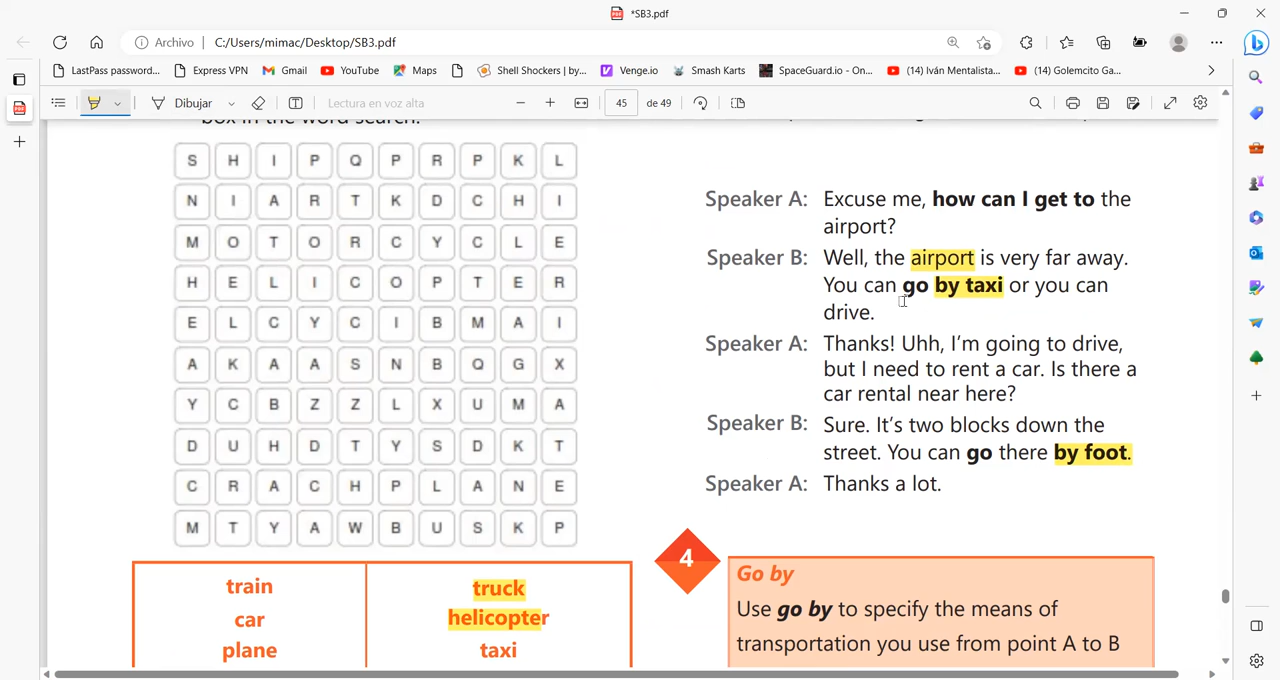 *SB3.pdf
Archivo
C:/Users/mimac/Desktop/SB3.pdf
LastPass password...
Express VPN
Gmail
YouTube
Maps
Shell Shockers | by...
Venge.io
Smash Karts
SpaceGuard.io - On...
(14) Iván Mentalista...
(14) Golemcito Ga...
Dibujar
Lectura en voz alta
45
de 49
box in the word search.
S H I P Q P R P K L
N I A R T K D C H I
M O T O R C Y C L E
H E L I C O P T E R
E L C Y C I B M A I
A K A A S N B Q G X
Y C B Z Z L X U M A
D U H D T Y S D K T
C R A C H P L A N E
M T Y A W B U S K P
train
car
plane
truck
helicopter
taxi
Speaker A: Excuse me, how can I get to the
airport?
Speaker B: Well, the airport is very far away.
You can go by taxi or you can
drive.
Speaker A: Thanks! Uhh, I'm going to drive,
but I need to rent a car. Is there a
car rental near here?
Speaker B: Sure. It's two blocks down the
street. You can go there by foot.
Speaker A: Thanks a lot.
4
Go by
Use go by to specify the means of
transportation you use from point A to B